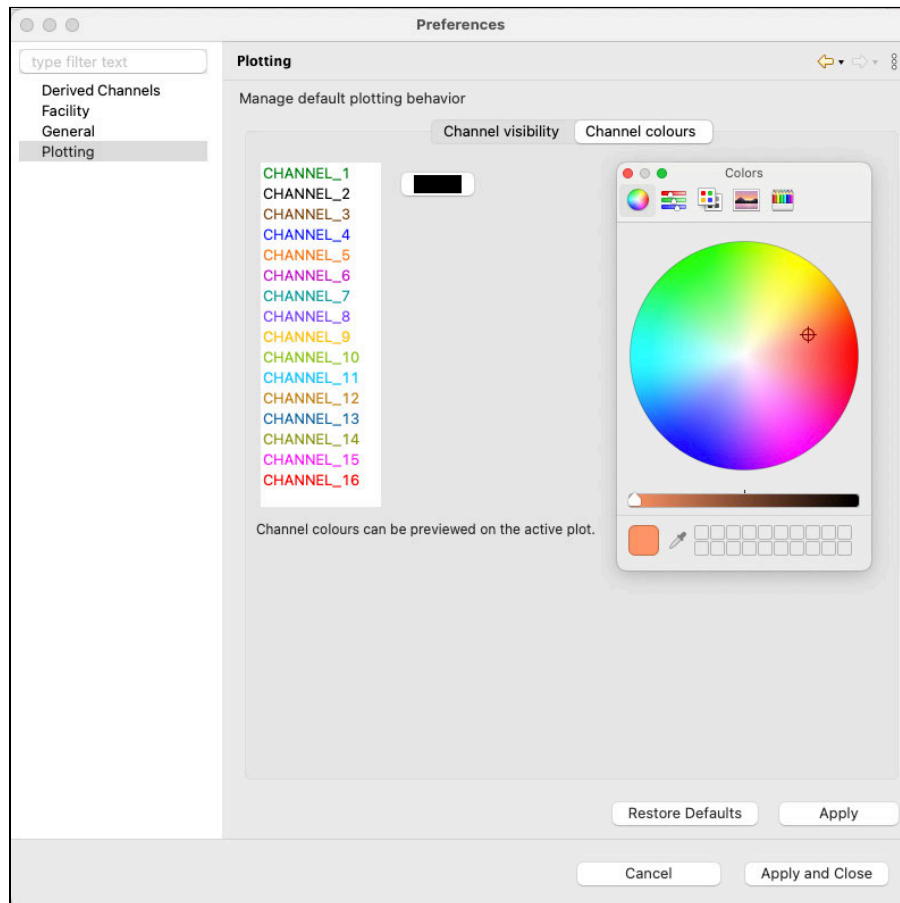 Preferences
type filter text
Derived Channels
Facility
General
Plotting
Plotting
Manage default plotting behavior
Channel visibility
Channel colours
CHANNEL_1
CHANNEL_2
CHANNEL_3
CHANNEL_4
CHANNEL_5
CHANNEL_6
CHANNEL_7
CHANNEL_8
CHANNEL_9
CHANNEL_10
CHANNEL_11
CHANNEL_12
CHANNEL_13
CHANNEL_14
CHANNEL_15
CHANNEL_16
Channel colours can be previewed on the active plot.
Colors
Restore Defaults
Apply
Cancel
Apply and Close